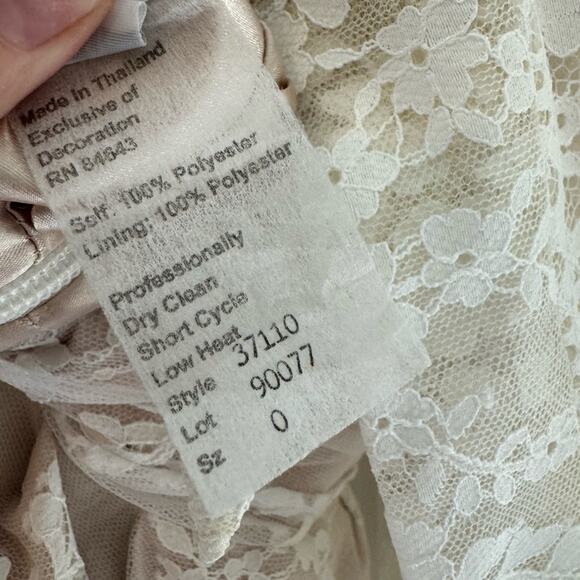 Made in Thailand
Exclusive of
Decoration
RN 84643
Self: 100% Polyester
Lining: 100% Polyester
Professionally
Dry Clean
Short Cycle
Low Heat
Style 37110
Lot 90077
Sz 0